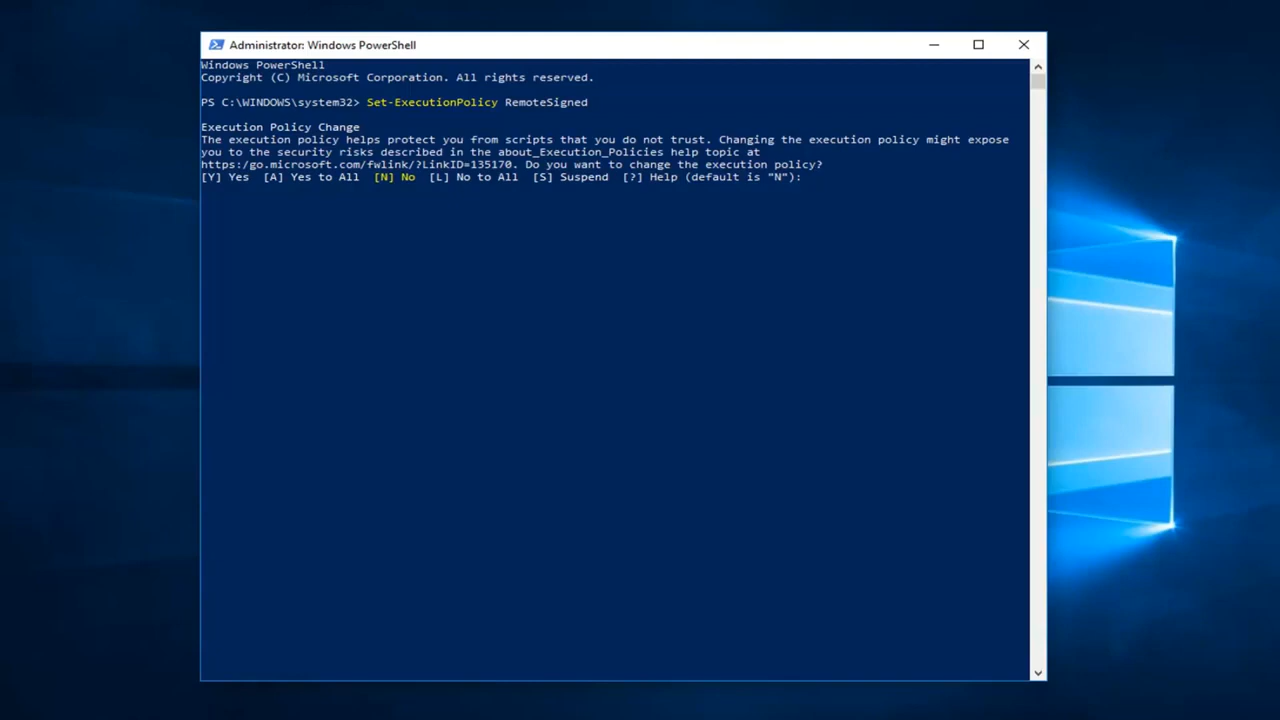 Administrator: Windows PowerShell
Windows PowerShell
Copyright (C) Microsoft Corporation. All rights reserved.
PS C:\WINDOWS\system32> Set-ExecutionPolicy RemoteSigned
Execution Policy Change
The execution policy helps protect you from scripts that you do not trust. Changing the execution policy might expose
you to the security risks described in the about_Execution_Policies help topic at
https:/go.microsoft.com/fwlink/?LinkID=135170. Do you want to change the execution policy?
[Y] Yes  [A] Yes to All  [N] No  [L] No to All  [S] Suspend  [?] Help (default is "N"):